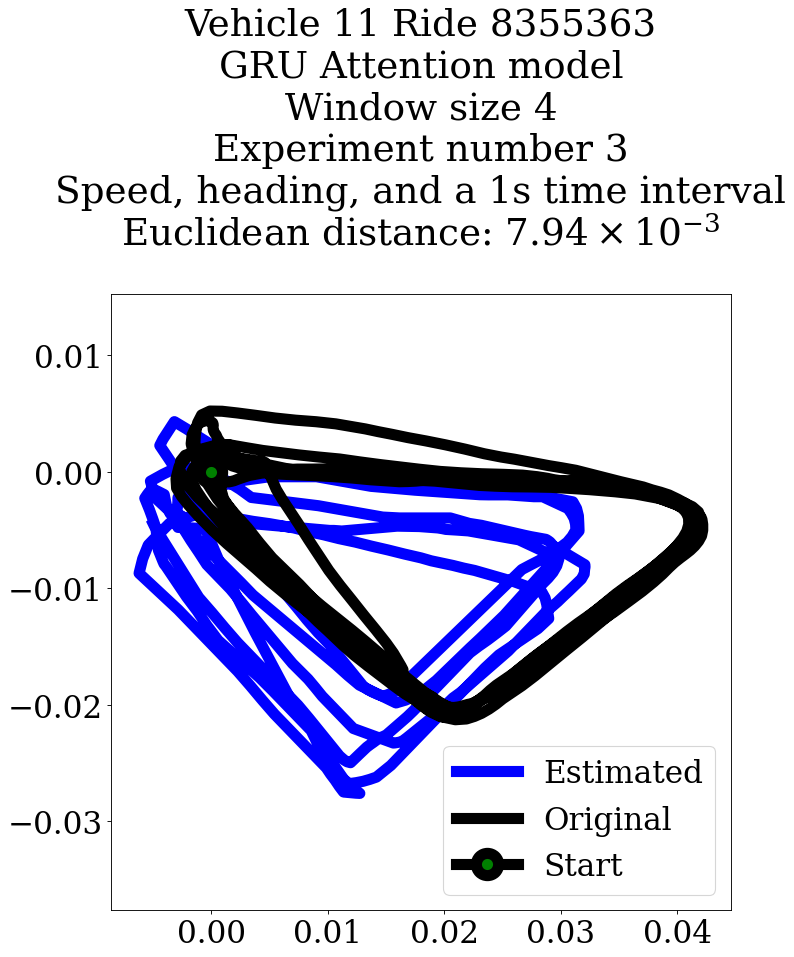 Vehicle 11 Ride 8355363
GRU Attention model
Window size 4
Experiment number 3
Speed, heading, and a 1s time interval
Euclidean distance: 7.94 × 10⁻³
0.01
0.00
−0.01
−0.02
−0.03
Estimated
Original
Start
0.00 0.01 0.02 0.03 0.04